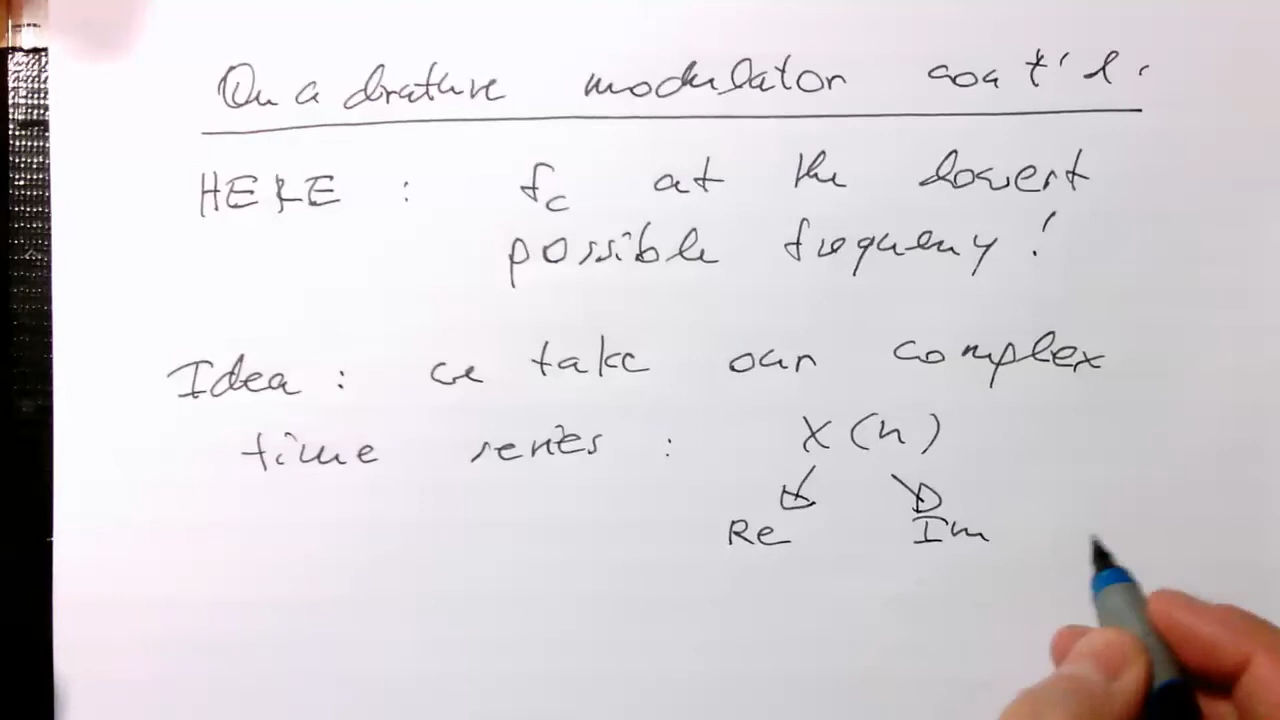 Quadrature modulator cont'd.
HERE : fc at the lowest
possible frequency!
Idea : we take our complex
time series : x(n)
Re Im